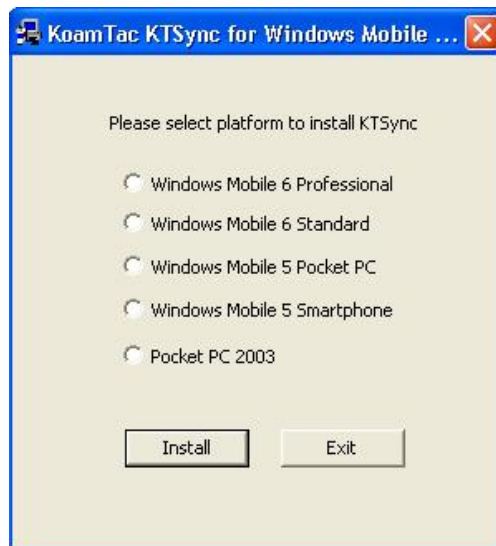 KoamTac KTSync for Windows Mobile ...
Please select platform to install KTSync
Windows Mobile 6 Professional
Windows Mobile 6 Standard
Windows Mobile 5 Pocket PC
Windows Mobile 5 Smartphone
Pocket PC 2003
Install Exit